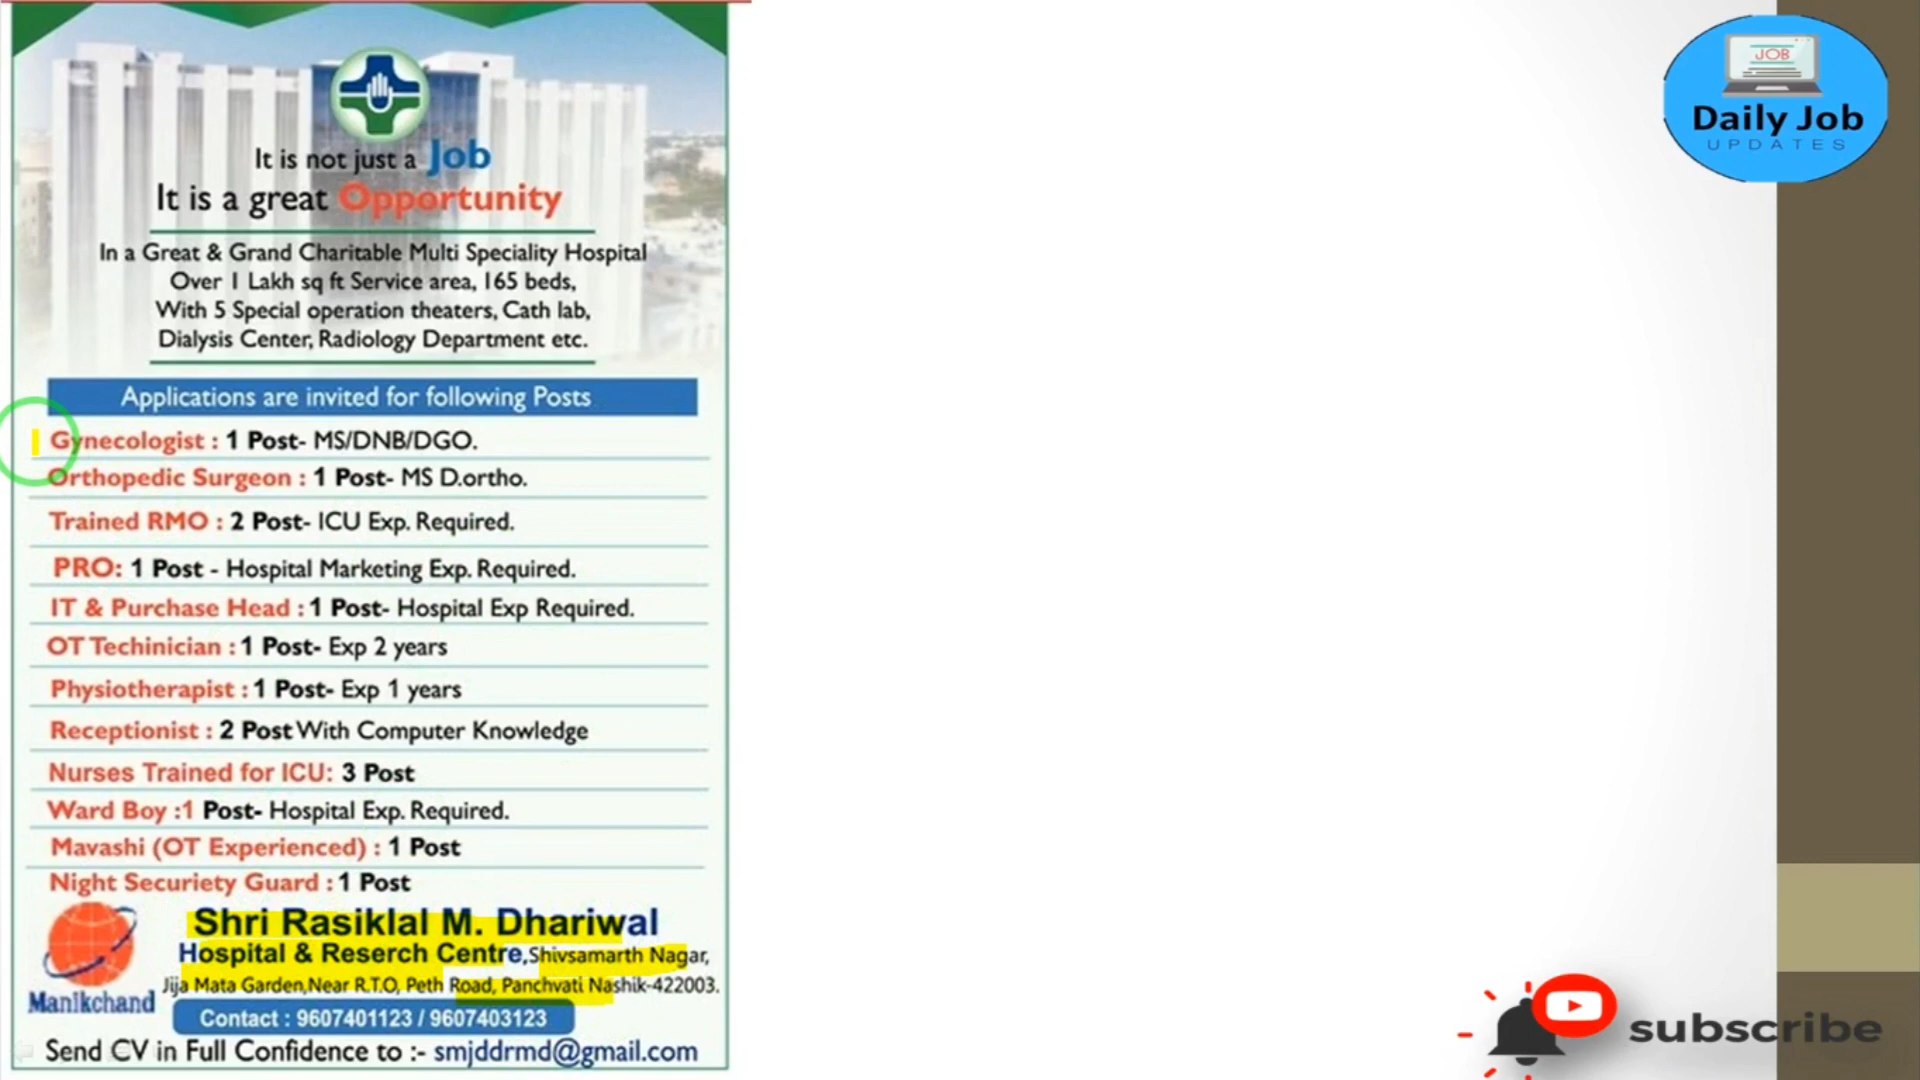 It is not just a Job
It is a great Opportunity
In a Great & Grand Charitable Multi Speciality Hospital
Over 1 Lakh sq ft Service area, 165 beds,
With 5 Special operation theaters, Cath lab,
Dialysis Center, Radiology Department etc.
Applications are invited for following Posts
Gynecologist : 1 Post- MS/DNB/DGO.
Orthopedic Surgeon : 1 Post- MS D.ortho.
Trained RMO : 2 Post- ICU Exp. Required.
PRO: 1 Post - Hospital Marketing Exp. Required.
IT & Purchase Head : 1 Post- Hospital Exp Required.
OT Techinician : 1 Post- Exp 2 years
Physiotherapist : 1 Post- Exp 1 years
Receptionist : 2 Post With Computer Knowledge
Nurses Trained for ICU: 3 Post
Ward Boy :1 Post- Hospital Exp. Required.
Mavashi (OT Experienced) : 1 Post
Night Securiety Guard : 1 Post
Shri Rasiklal M. Dhariwal
Hospital & Reserch Centre, Shivsamarth Nagar,
Jija Mata Garden, Near R.T.O, Peth Road, Panchvati Nashik-422003.
Manikchand
Contact : 9607401123 / 9607403123
Send CV in Full Confidence to :- smjddrmd@gmail.com
JOB
Daily Job
UPDATES
subscribe